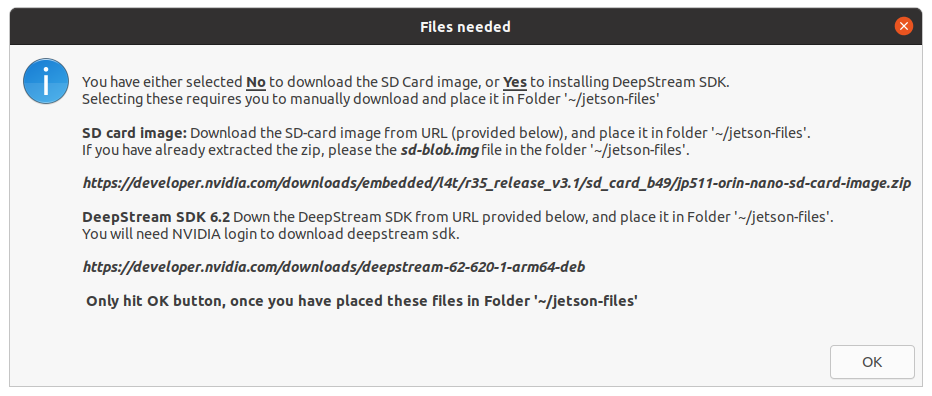 Files needed
You have either selected No to download the SD Card image, or Yes to installing DeepStream SDK.
Selecting these requires you to manually download and place it in Folder '~/jetson-files'
SD card image: Download the SD-card image from URL (provided below), and place it in folder '~/jetson-files'.
If you have already extracted the zip, please the sd-blob.img file in the folder '~/jetson-files'.
https://developer.nvidia.com/downloads/embedded/l4t/r35_release_v3.1/sd_card_b49/jp511-orin-nano-sd-card-image.zip
DeepStream SDK 6.2 Down the DeepStream SDK from URL provided below, and place it in Folder '~/jetson-files'.
You will need NVIDIA login to download deepstream sdk.
https://developer.nvidia.com/downloads/deepstream-62-620-1-arm64-deb
Only hit OK button, once you have placed these files in Folder '~/jetson-files'
OK